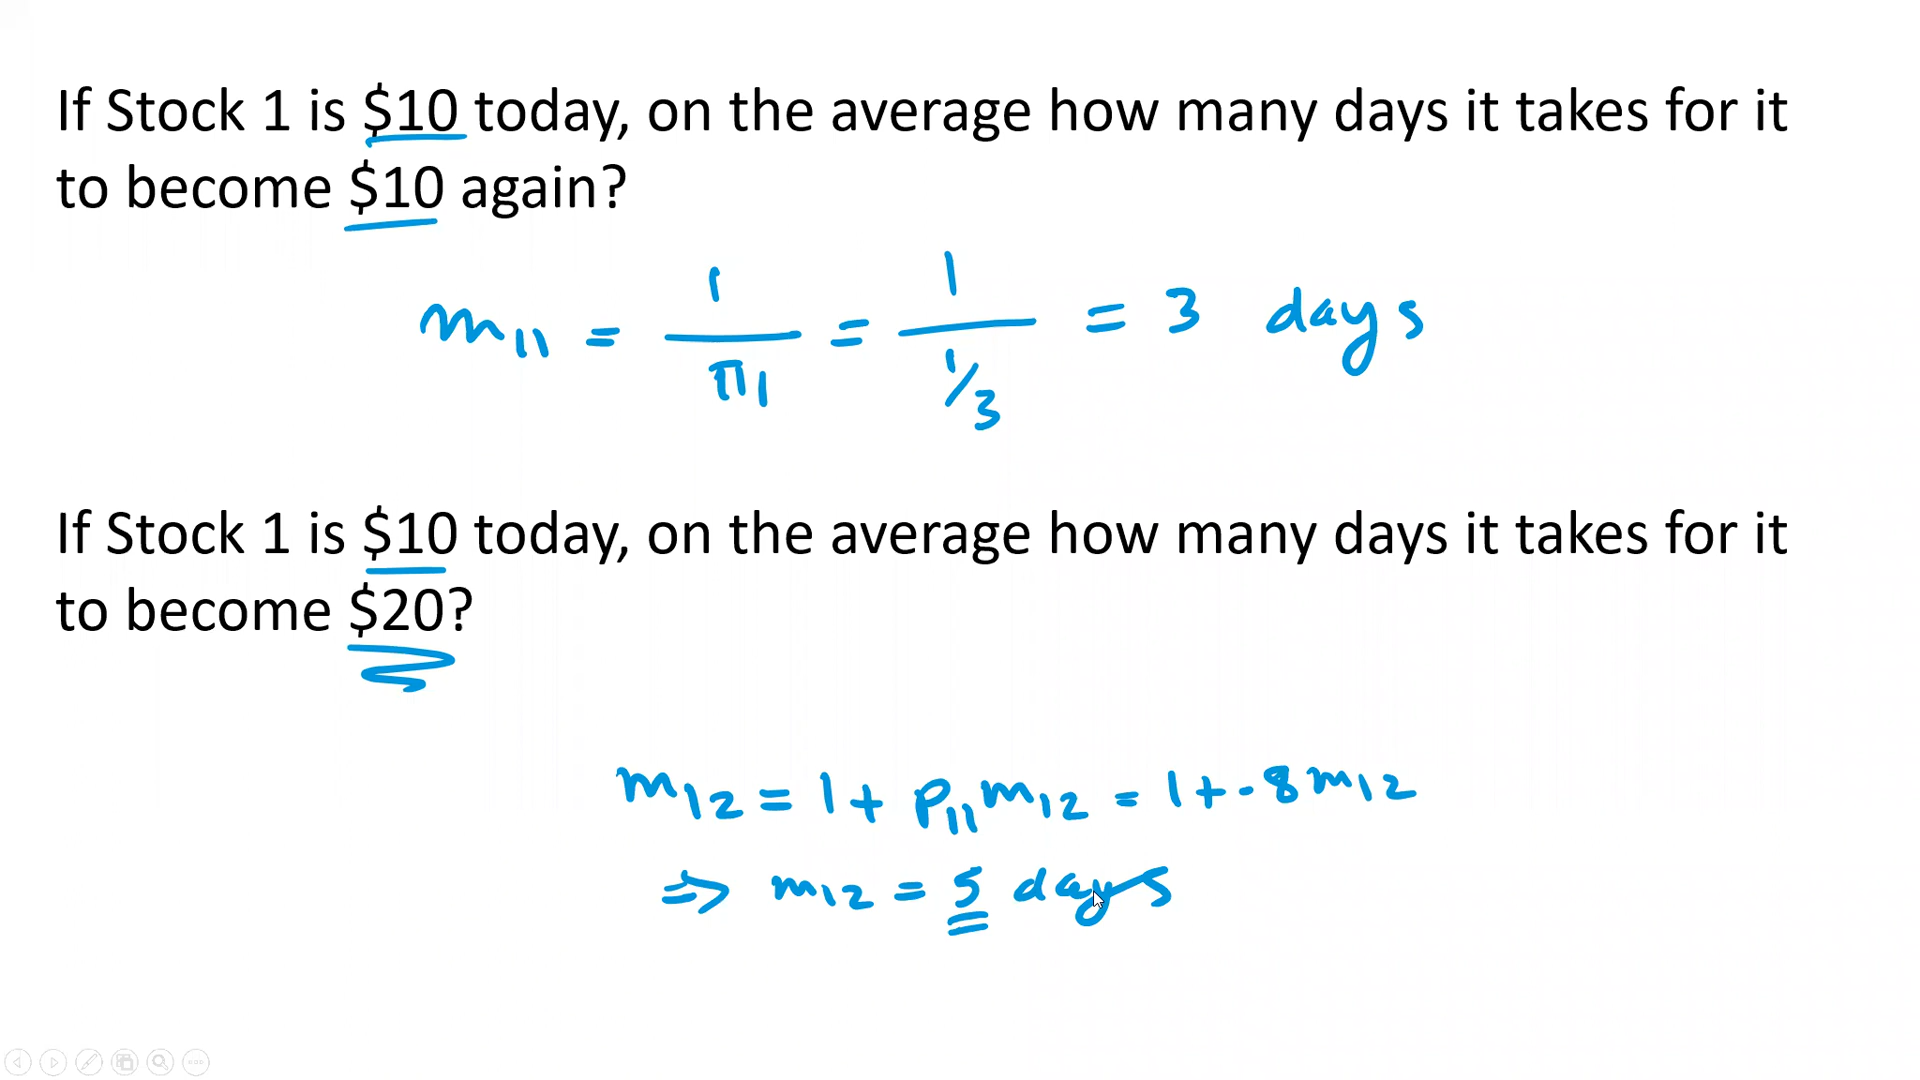 If Stock 1 is $10 today, on the average how many days it takes for it
to become $10 again?
m₁₁ = 1/π₁ = 1/(1/3) = 3 days
If Stock 1 is $10 today, on the average how many days it takes for it
to become $20?
m₁₂ = 1 + p₁₁m₁₂ = 1 + .8m₁₂
⇒ m₁₂ = 5 days